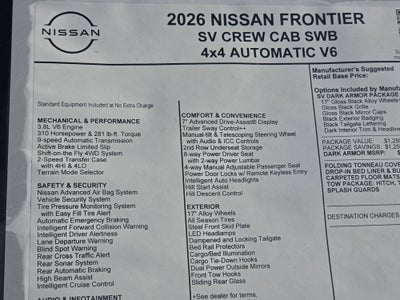 NISSAN
2026 NISSAN FRONTIER
SV CREW CAB SWB
4x4 AUTOMATIC V6
Standard Equipment Included at No Extra Charge
MECHANICAL & PERFORMANCE
3.8L V6 Engine
310 Horsepower & 281 lb-ft. Torque
9-speed Automatic Transmission
Active Brake Limited Slip
Shift-on-the Fly 4WD System
2-Speed Transfer Case
with 4HI & 4LO
Terrain Mode Selector
SAFETY & SECURITY
Nissan Advanced Air Bag System
Vehicle Security System
Tire Pressure Monitoring System
with Easy Fill Tire Alert
Automatic Emergency Braking
Intelligent Forward Collision Warning
Intelligent Driver Alertness
Lane Departure Warning
Blind Spot Warning
Rear Cross Traffic Alert
Rear Sonar System
Rear Automatic Braking
High Beam Assist
Intelligent Cruise Control
AUDIO & INFOTAINMENT
COMFORT & CONVENIENCE
7" Advanced Drive-Assist® Display
Trailer Sway Control++
Manual-tilt & Telescoping Steering Wheel
with Audio & ICC Controls
2nd Row Underseat Storage
8-way Power Driver Seat
with 2-way Power Lumbar
4-way Manual Adjustable Passenger Seat
Power Door Locks w/ Remote Keyless Entry
Intelligent Auto Headlights
Hill Start Assist
Hill Descent Control
EXTERIOR
17" Alloy Wheels
All Season Tires
Steel Front Skid Plate
LED Headlamps
Dampened and Locking Tailgate
Bed Rail Protectors
Cargo/Bed Illumination
Cargo Tie-Down Hooks
Dual Power Outside Mirrors
Front Tow Hooks
Sliding Rear Glass
+See dealer for terms.
Manufacturer's Suggested
Retail Base Price:
Options Included by Manu
SV DARK ARMOR PACKAGE
17" Gloss Black Alloy Wheels
Gloss Black Grille
Gloss Black Mirror Caps
Black Exterior Badging
Black Tailgate Lettering
Dark Interior Trim & Headliner
PACKAGE VALUE: $1,250
PACKAGE SAVINGS: $1,25
DARK ARMOR MSRP:
FOLDING TONNEAU COVE
DROP-IN BED LINER & BU
CARPETED FLOOR MATS
TOW PACKAGE: HITCH,
SPLASH GUARDS
DESTINATION CHARGES